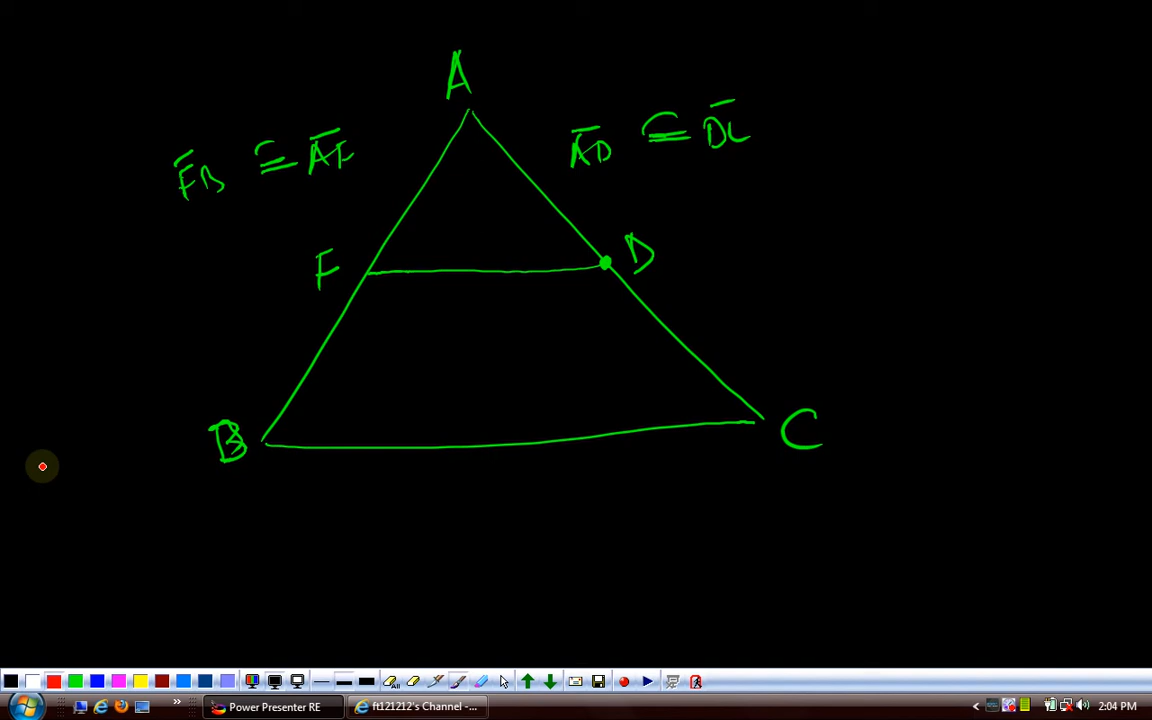 A
FB ≅ AF
AD ≅ DC
F
D
B
C
Power Presenter RE
ft121212's Channel -...
2:04 PM